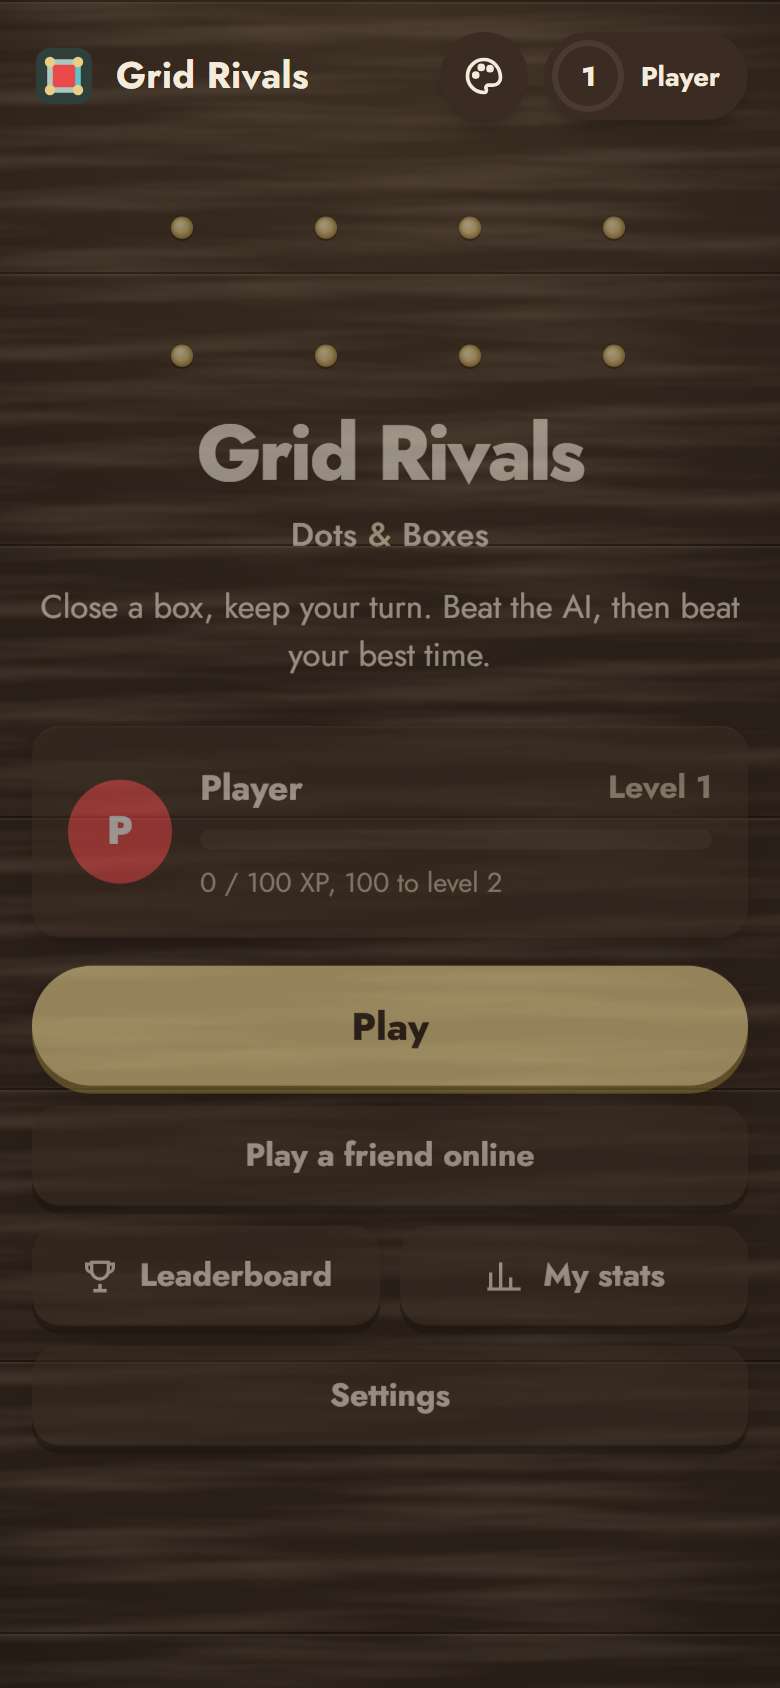 Grid Rivals
1 Player
Grid Rivals
Dots & Boxes
Close a box, keep your turn. Beat the AI, then beat
your best time.
P
Player
Level 1
0 / 100 XP, 100 to level 2
Play
Play a friend online
Leaderboard
My stats
Settings